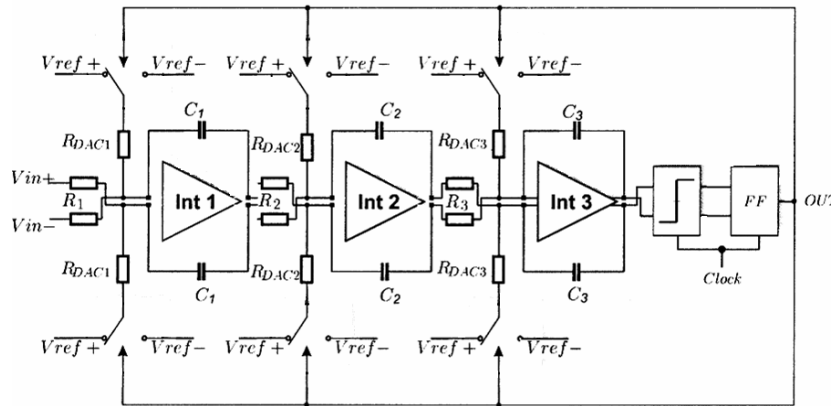 Vref+ Vref− Vref+ Vref− Vref+ Vref−
C1 C2 C3
RDAC1 RDAC2 RDAC3
Vin+
R1 Int 1 R2 Int 2 R3 Int 3 FF OUT
Vin−
RDAC1 RDAC2 RDAC3
C1 C2 C3
Clock
Vref+ Vref− Vref+ Vref− Vref+ Vref−